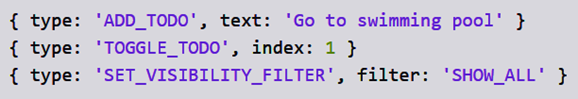 { type: 'ADD_TODO', text: 'Go to swimming pool' }
{ type: 'TOGGLE_TODO', index: 1 }
{ type: 'SET_VISIBILITY_FILTER', filter: 'SHOW_ALL' }